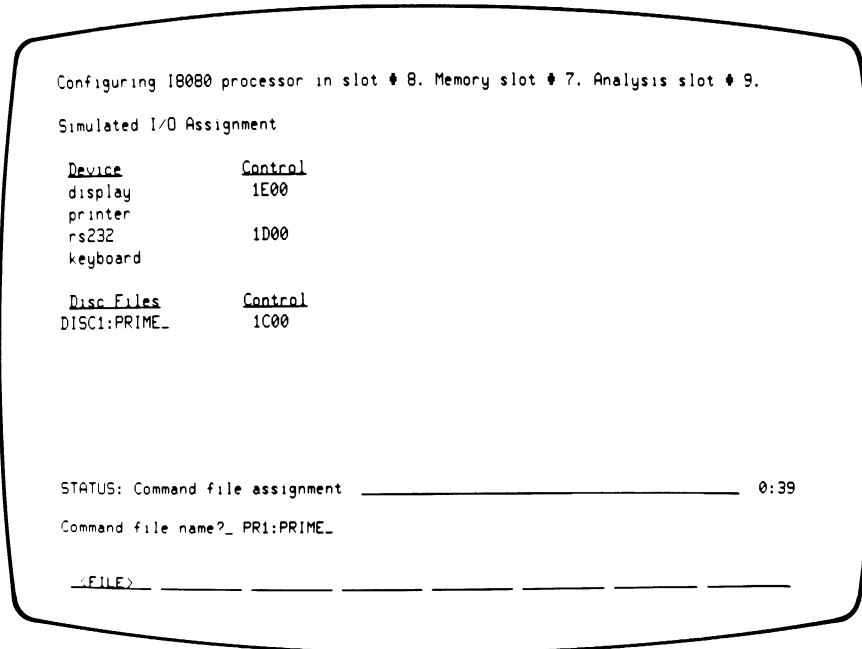 Configuring I8080 processor in slot # 8. Memory slot # 7. Analysis slot # 9.
Simulated I/O Assignment
Device Control
display 1E00
printer
rs232 1D00
keyboard
Disc Files Control
DISC1:PRIME_ 1C00
STATUS: Command file assignment 0:39
Command file name?_ PR1:PRIME_
<FILE>